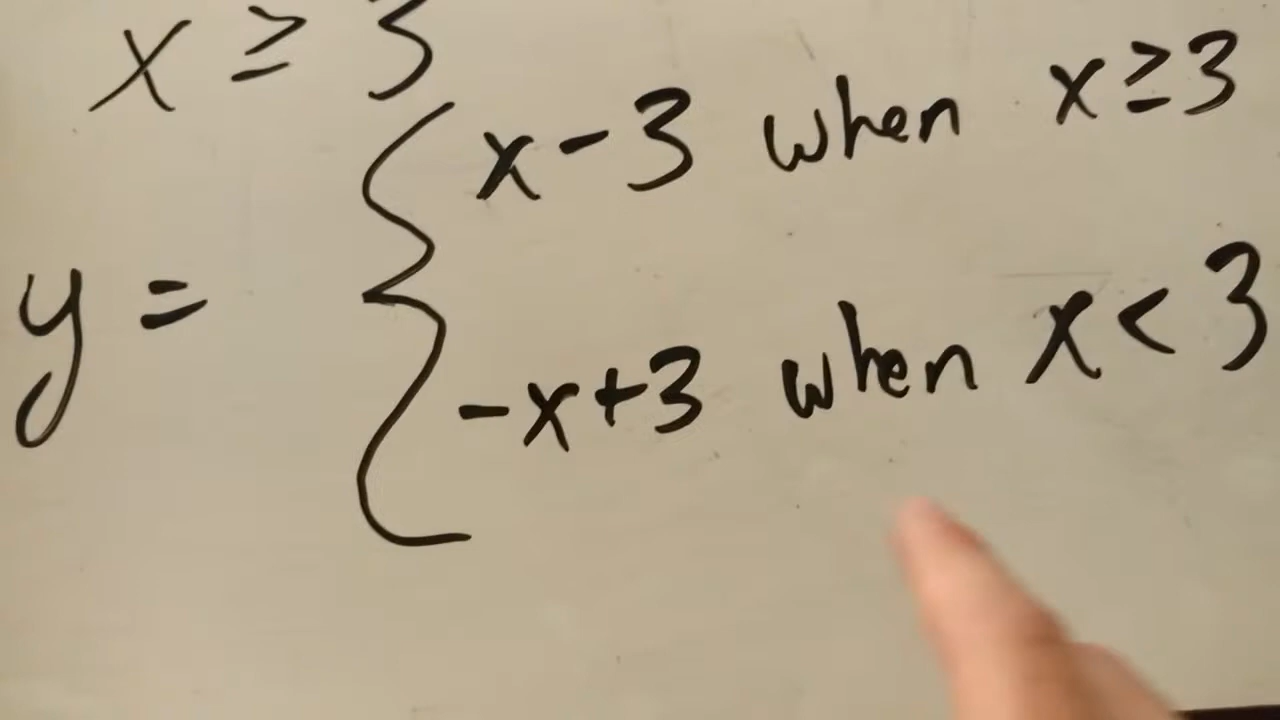 x ≥ 3
x - 3 when x ≥ 3
y =
-x + 3 when x < 3